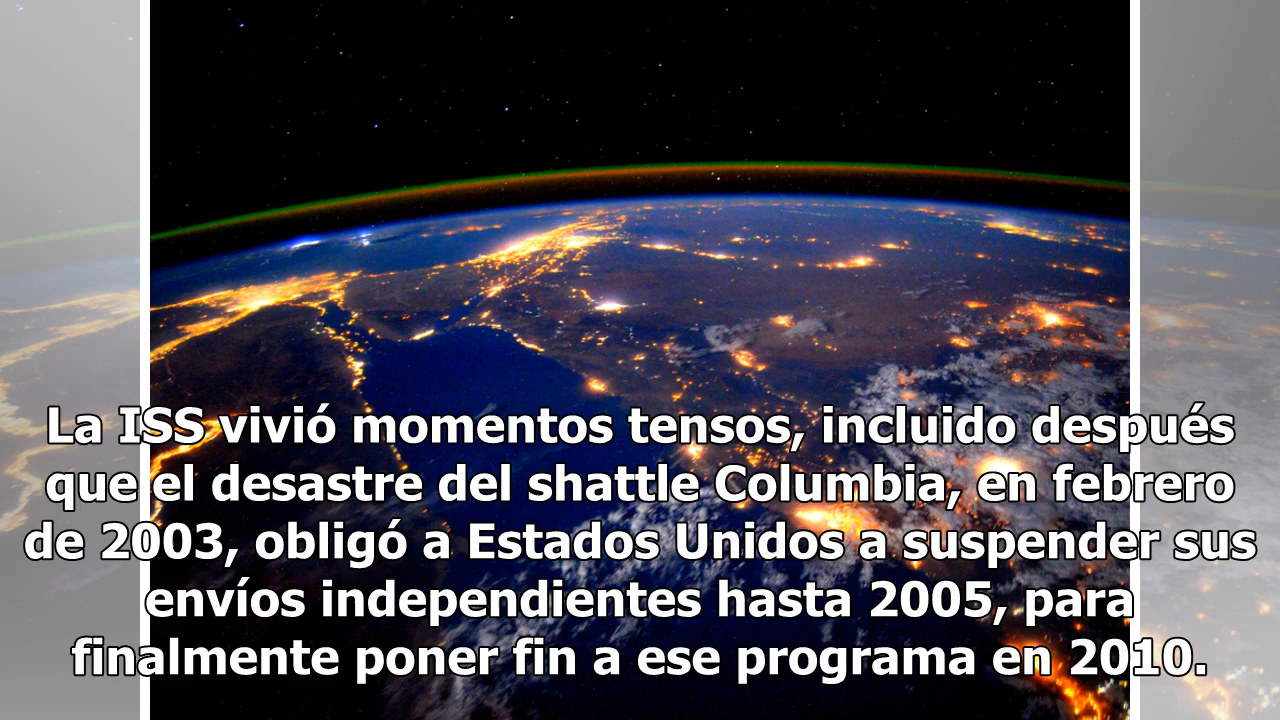 La ISS vivió momentos tensos, incluido después
que el desastre del shattle Columbia, en febrero
de 2003, obligó a Estados Unidos a suspender sus
envíos independientes hasta 2005, para
finalmente poner fin a ese programa en 2010.